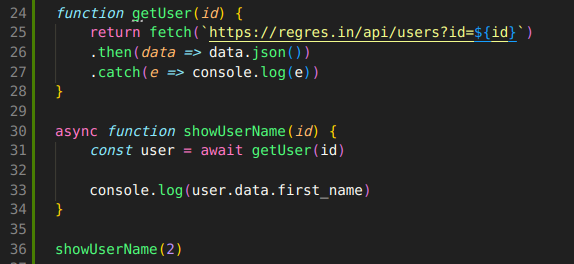 24 function getUser(id) {
25 return fetch(`https://regres.in/api/users?id=${id}`)
26 .then(data => data.json())
27 .catch(e => console.log(e))
28 }
29
30 async function showUserName(id) {
31 const user = await getUser(id)
32
33 console.log(user.data.first_name)
34 }
35
36 showUserName(2)